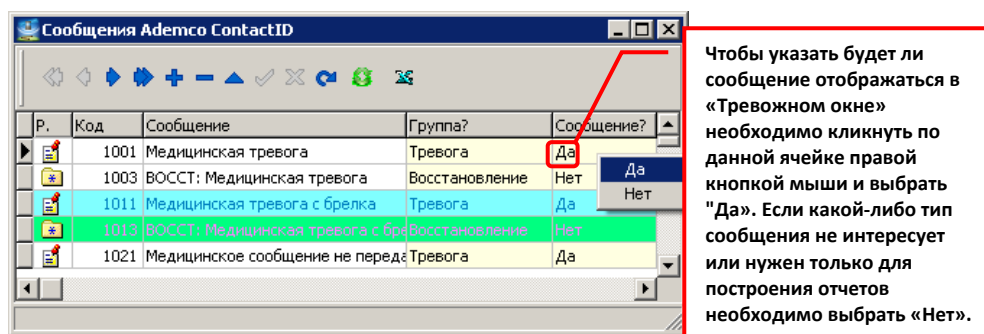 Сообщения Ademco ContactID
Р. Код Сообщение Группа? Сообщение?
1001 Медицинская тревога Тревога Да
1003 ВОССТ: Медицинская тревога Восстановление Нет
1011 Медицинская тревога с брелка Тревога Да
1013 ВОССТ: Медицинская тревога с бре Восстановление Нет
1021 Медицинское сообщение не переда Тревога Да
Да
Нет
Чтобы указать будет ли
сообщение отображаться в
«Тревожном окне»
необходимо кликнуть по
данной ячейке правой
кнопкой мыши и выбрать
"Да». Если какой-либо тип
сообщения не интересует
или нужен только для
построения отчетов
необходимо выбрать «Нет».